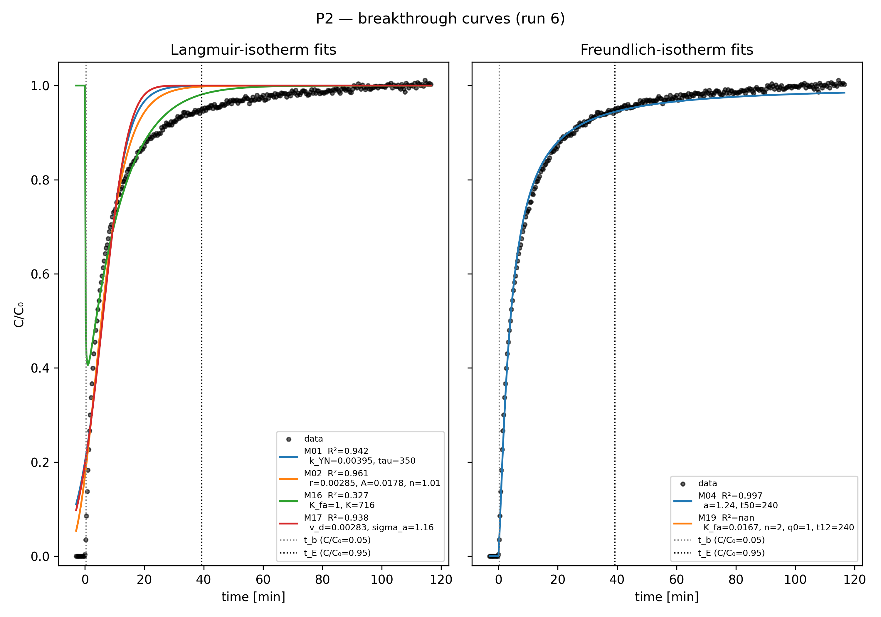 P2 — breakthrough curves (run 6)
Langmuir-isotherm fits
Freundlich-isotherm fits
C/C₀
1.0
0.8
0.6
0.4
0.2
0.0
data
M01 R²=0.942
k_YN=0.00395, tau=350
M02 R²=0.961
r=0.00285, A=0.0178, n=1.01
M16 R²=0.327
K_fa=1, K=716
M17 R²=0.938
v_d=0.00283, sigma_a=1.16
t_b (C/C₀=0.05)
t_E (C/C₀=0.95)
0 20 40 60 80 100 120
time [min]
data
M04 R²=0.997
a=1.24, t50=240
M19 R²=nan
K_fa=0.0167, n=2, q0=1, t12=240
t_b (C/C₀=0.05)
t_E (C/C₀=0.95)
0 20 40 60 80 100 120
time [min]